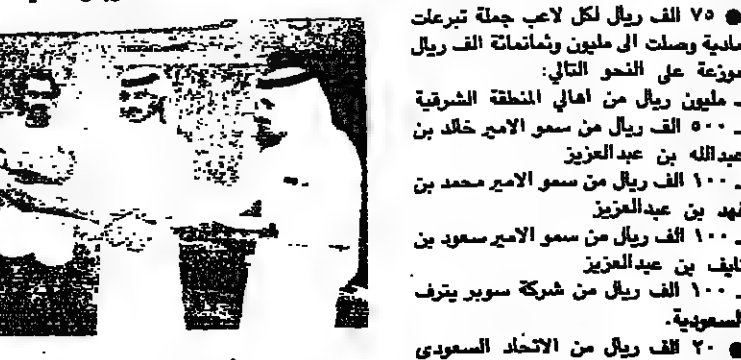 ● ٧٥ الف ريال لكل لاعب جملة تبرعات
مادية وصلت الى مليون وثمانمائة الف ريال
موزعة على النحو التالي:
ـ مليون ريال من اهالي المنطقة الشرقية
ـ ٥٠٠ الف ريال من سمو الامير خالد بن
عبدالله بن عبدالعزيز
ـ ١٠٠ الف ريال من سمو الامير محمد بن
فهد بن عبدالعزيز
ـ ١٠٠ الف ريال من سمو الامير سعود بن
نايف بن عبدالعزيز
ـ ١٠٠ الف ريال من شركة سوبر يترف
السعودية.
● ٢٠ الف ريال من الاتحاد السعودي